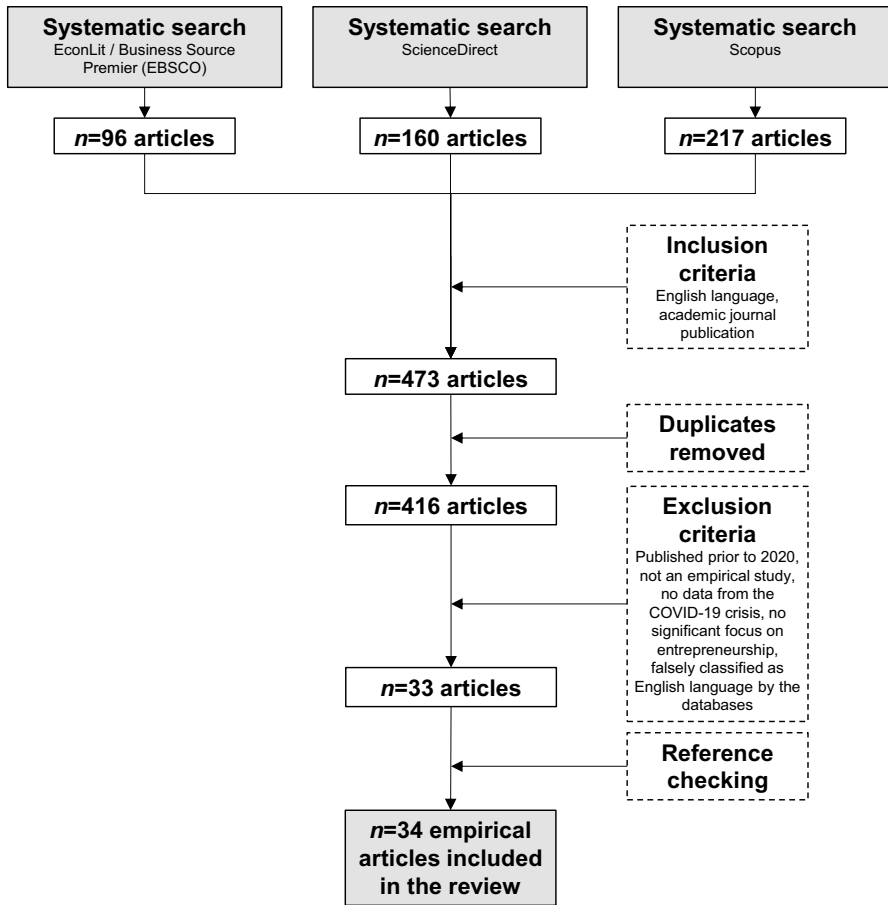 Systematic search
EconLit / Business Source
Premier (EBSCO)
Systematic search
ScienceDirect
Systematic search
Scopus
n=96 articles
n=160 articles
n=217 articles
Inclusion
criteria
English language,
academic journal
publication
n=473 articles
Duplicates
removed
n=416 articles
Exclusion
criteria
Published prior to 2020,
not an empirical study,
no data from the
COVID-19 crisis, no
significant focus on
entrepreneurship,
falsely classified as
English language by the
databases
n=33 articles
Reference
checking
n=34 empirical
articles included
in the review